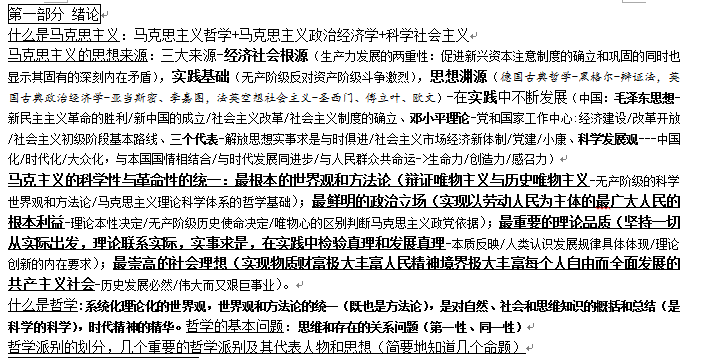 第一部分 绪论
什么是马克思主义：马克思主义哲学+马克思主义政治经济学+科学社会主义
马克思主义的思想来源：三大来源-经济社会根源（生产力发展的两重性：促进新兴资本注意制度的确立和巩固的同时也
显示其固有的深刻内在矛盾），实践基础（无产阶级反对资产阶级斗争激烈），思想渊源（德国古典哲学-黑格尔-辩证法，英
国古典政治经济学-亚当斯密、李嘉图，法英空想社会主义-圣西门、傅立叶、欧文）-在实践中不断发展（中国：毛泽东思想-
新民主主义革命的胜利/新中国的成立/社会主义改革/社会主义制度的确立、邓小平理论-党和国家工作中心:经济建设/改革开放
/社会主义初级阶段基本路线、三个代表-解放思想实事求是与时俱进/社会主义市场经济新体制/党建/小康、科学发展观---中国
化/时代化/大众化，与本国国情相结合/与时代发展同进步/与人民群众共命运->生命力/创造力/感召力）
马克主义的科学性与革命性的统一：最根本的世界观和方法论（辩证唯物主义与历史唯物主义-无产阶级的科学
世界观和方法论/马克思主义理论科学体系的哲学基础）；最鲜明的政治立场（实现以劳动人民为主体的最广大人民的
根本利益-理论本性决定/无产阶级历史使命决定/唯物心的区别判断马克思主义政党依据）；最重要的理论品质（坚持一切
从实际出发，理论联系实际，实事求是，在实践中检验真理和发展真理-本质反映/人类认识发展规律具体体现/理论
创新的内在要求）；最崇高的社会理想（实现物质财富极大丰富人民精神境界极大丰富每个人自由而全面发展的
共产主义社会-历史发展必然/伟大而又艰巨事业）。
什么是哲学:系统化理论化的世界观，世界观和方法论的统一（既也是方法论），是对自然、社会和思维知识的概括和总结（是
科学的科学），时代精神的精华。哲学的基本问题：思维和存在的关系问题（第一性、同一性）
哲学派别的划分，几个重要的哲学派别及其代表人物和思想（简要地知道几个命题）